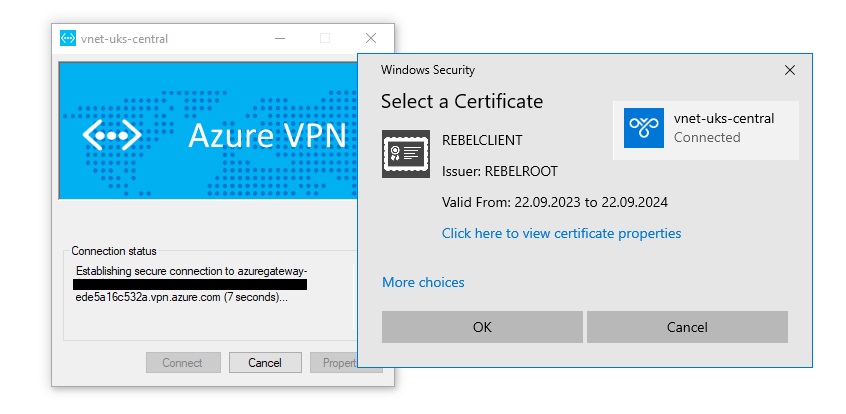 vnet-uks-central
Azure VPN
Connection status
Establishing secure connection to azuregateway-
ede5a16c532a.vpn.azure.com (7 seconds)...
Connect
Cancel
Propert
Windows Security
Select a Certificate
vnet-uks-central
Connected
REBELCLIENT
Issuer: REBELROOT
Valid From: 22.09.2023 to 22.09.2024
Click here to view certificate properties
More choices
OK
Cancel